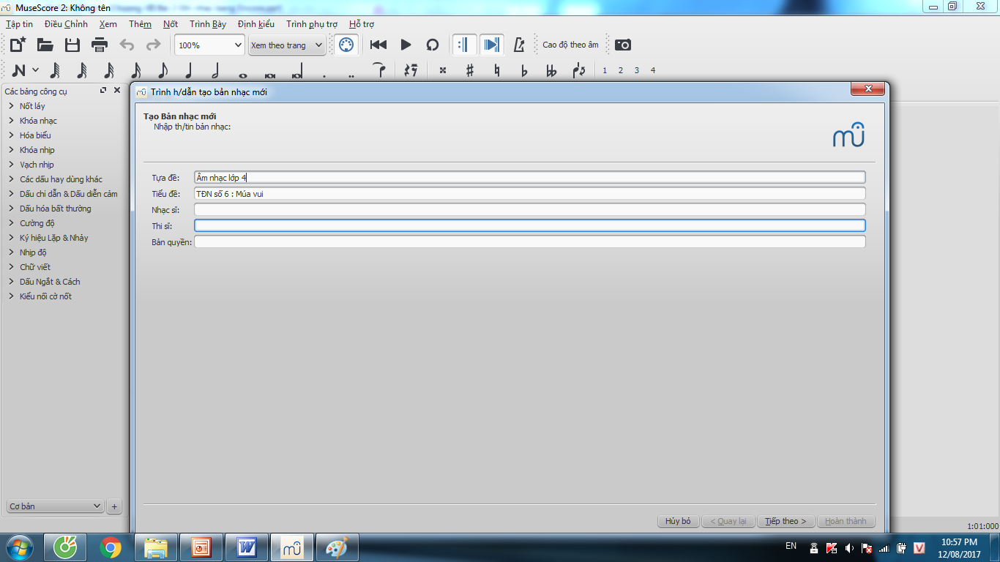 MuseScore 2: Không tên
Tập tin Điều Chỉnh Xem Thêm Nốt Trình Bày Định kiểu Trình phụ trợ Hỗ trợ
100% Xem theo trang Cao độ theo âm
1 2 3 4
Các bảng công cụ
Nốt láy
Khóa nhạc
Hóa biểu
Khóa nhịp
Vạch nhịp
Các dấu hay dùng khác
Dấu chỉ dẫn & Dấu diễn cảm
Dấu hóa bất thường
Cường độ
Ký hiệu Lặp & Nhảy
Nhịp độ
Chữ viết
Dấu Ngắt & Cách
Kiểu nối cờ nốt
Cơ bản
+
Trình h/dẫn tạo bản nhạc mới
Tạo Bản nhạc mới
Nhập th/tin bản nhạc:
Tựa đề: Âm nhạc lớp 4
Tiểu đề: TĐN số 6 : Múa vui
Nhạc sĩ:
Thi sĩ:
Bản quyền:
Hủy bỏ < Quay lại Tiếp theo > Hoàn thành
1:01:000
EN
10:57 PM
12/08/2017